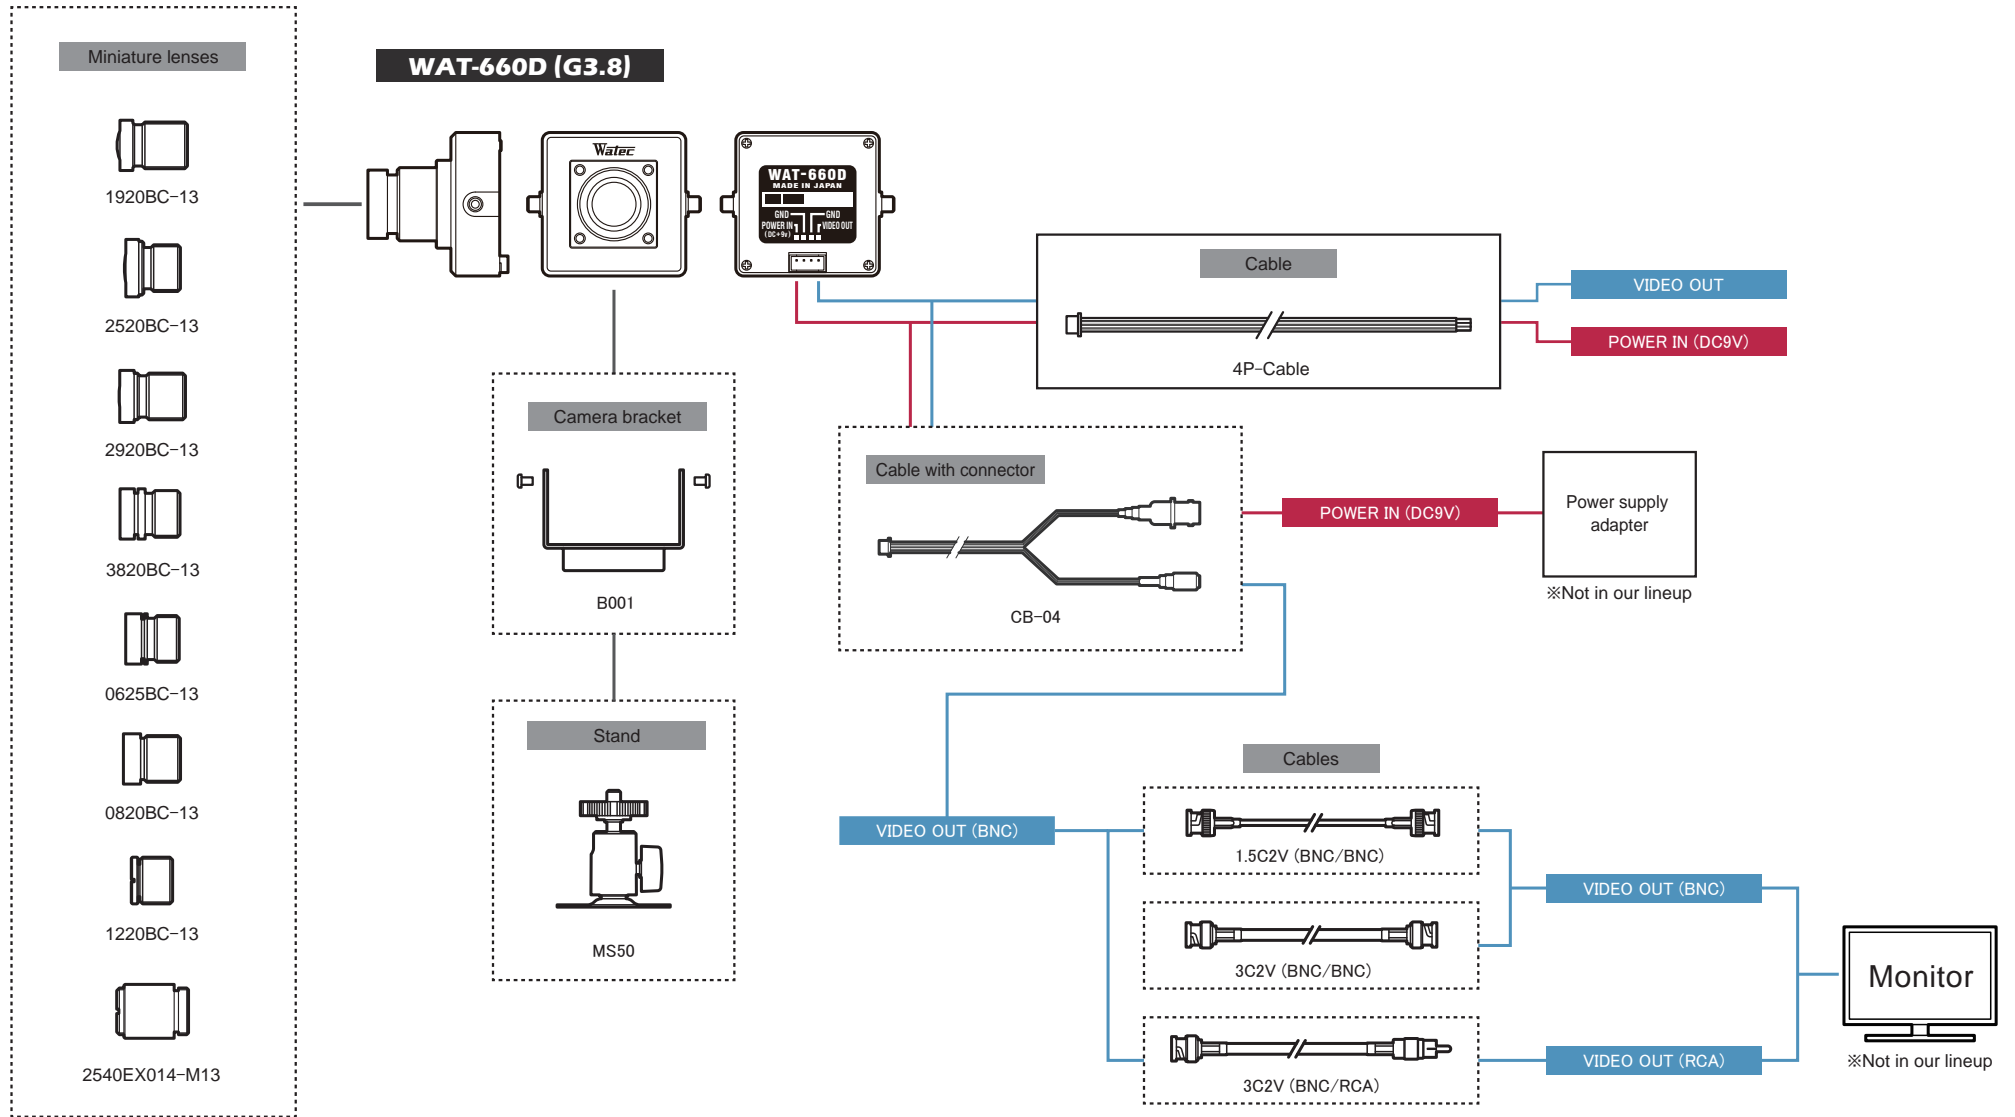 Miniature lenses
1920BC-13
2520BC-13
2920BC-13
3820BC-13
0625BC-13
0820BC-13
1220BC-13
2540EX014-M13
WAT-660D (G3.8)
Watec
WAT-660D
MADE IN JAPAN
GND GND
POWER IN VIDEO OUT
(DC+9v)
Camera bracket
B001
Stand
MS50
Cable
4P-Cable
VIDEO OUT
POWER IN (DC9V)
Cable with connector
CB-04
POWER IN (DC9V)
Power supply
adapter
※Not in our lineup
Cables
VIDEO OUT (BNC)
1.5C2V (BNC/BNC)
3C2V (BNC/BNC)
3C2V (BNC/RCA)
VIDEO OUT (BNC)
VIDEO OUT (RCA)
Monitor
※Not in our lineup